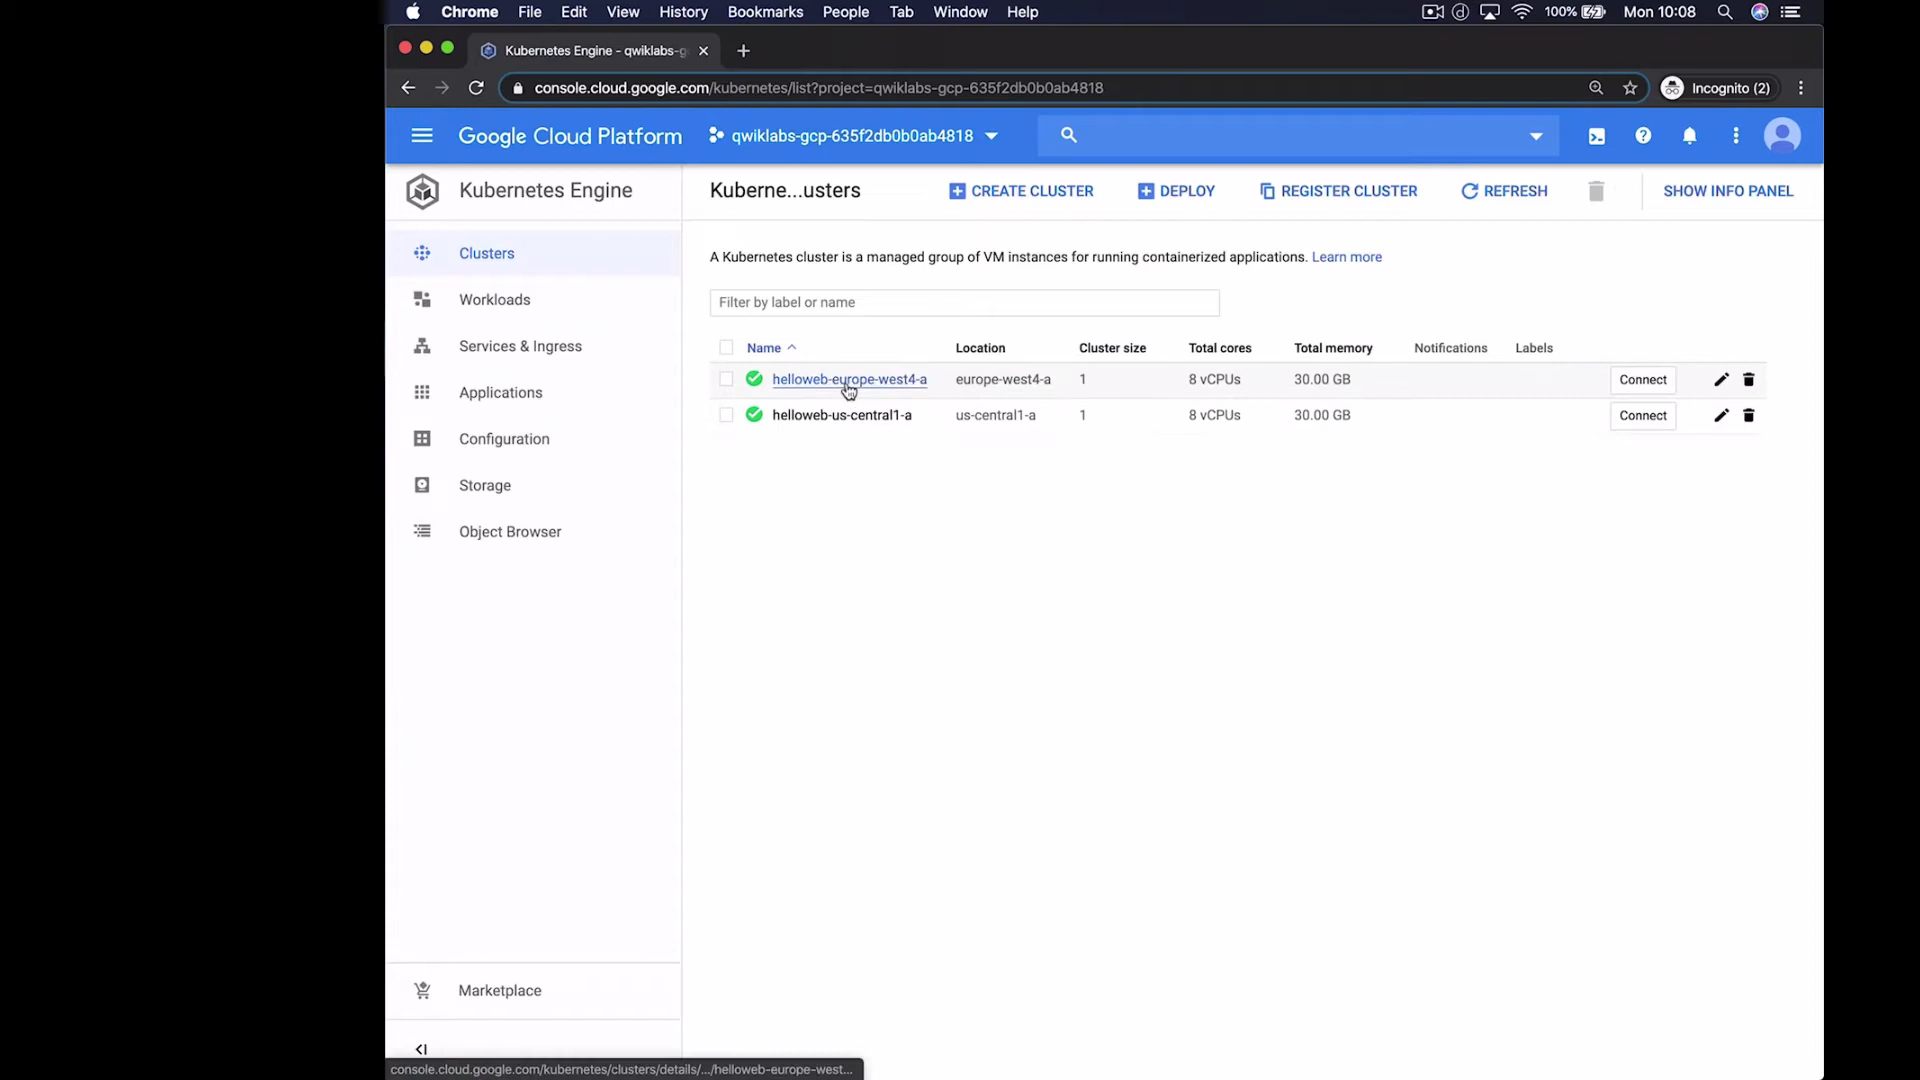 Chrome File Edit View History Bookmarks People Tab Window Help 100% Mon 10:08
Kubernetes Engine - qwiklabs-g
console.cloud.google.com/kubernetes/list?project=qwiklabs-gcp-635f2db0b0ab4818 Incognito (2)
Google Cloud Platform qwiklabs-gcp-635f2db0b0ab4818
Kubernetes Engine
Kuberne...usters CREATE CLUSTER DEPLOY REGISTER CLUSTER REFRESH SHOW INFO PANEL
Clusters
Workloads
Services & Ingress
Applications
Configuration
Storage
Object Browser
Marketplace
A Kubernetes cluster is a managed group of VM instances for running containerized applications. Learn more
Filter by label or name
Name Location Cluster size Total cores Total memory Notifications Labels
helloweb-europe-west4-a europe-west4-a 1 8 vCPUs 30.00 GB Connect
helloweb-us-central1-a us-central1-a 1 8 vCPUs 30.00 GB Connect
console.cloud.google.com/kubernetes/clusters/details/.../helloweb-europe-west...